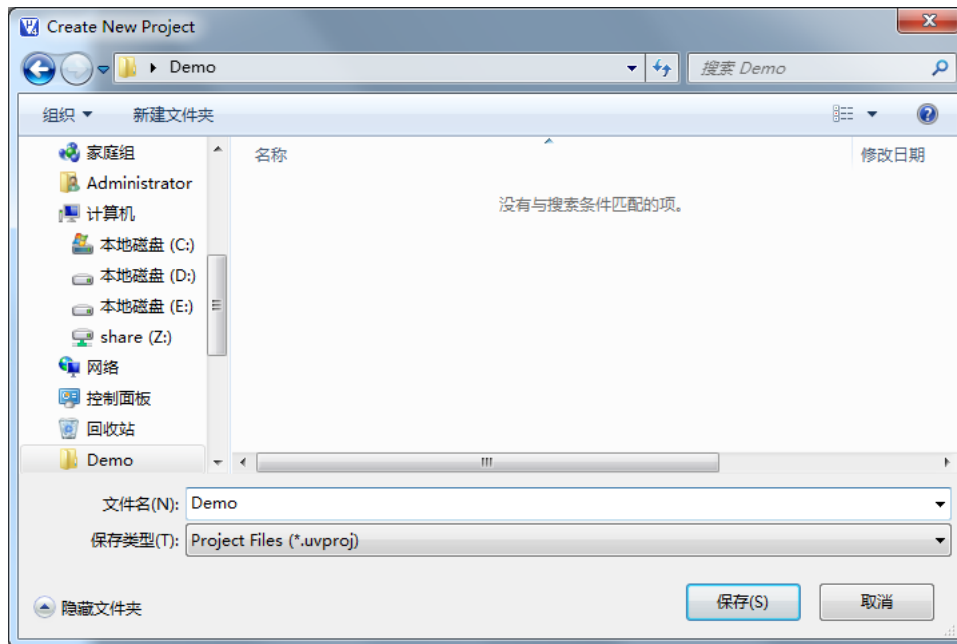 Create New Project
Demo
搜索 Demo
组织
新建文件夹
家庭组
Administrator
计算机
本地磁盘 (C:)
本地磁盘 (D:)
本地磁盘 (E:)
share (Z:)
网络
控制面板
回收站
Demo
名称
修改日期
没有与搜索条件匹配的项。
文件名(N): Demo
保存类型(T): Project Files (*.uvproj)
隐藏文件夹
保存(S)
取消